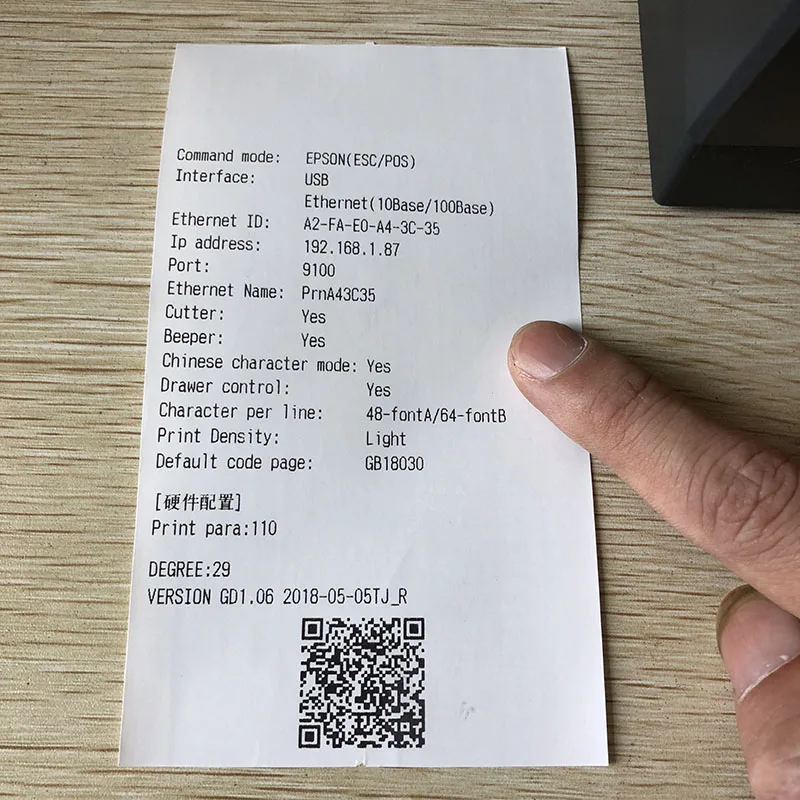 Command mode: EPSON(ESC/POS)
Interface: USB
Ethernet(10Base/100Base)
Ethernet ID: A2-FA-E0-A4-3C-35
Ip address: 192.168.1.87
Port: 9100
Ethernet Name: PrnA43C35
Cutter: Yes
Beeper: Yes
Chinese character mode: Yes
Drawer control: Yes
Character per line: 48-fontA/64-fontB
Print Density: Light
Default code page: GB18030
[硬件配置]
Print para:110
DEGREE:29
VERSION GD1.06 2018-05-05TJ_R